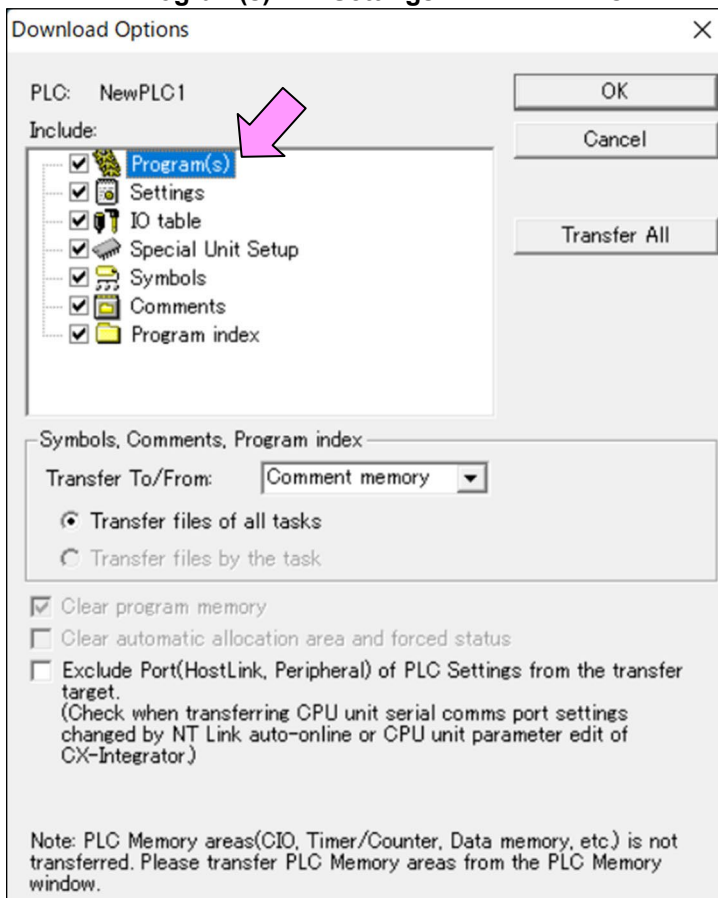 Download Options
PLC: NewPLC1
OK
Include:
Cancel
Program(s)
Settings
IO table
Transfer All
Special Unit Setup
Symbols
Comments
Program index
Symbols, Comments, Program index
Transfer To/From: Comment memory
Transfer files of all tasks
Transfer files by the task
Clear program memory
Clear automatic allocation area and forced status
Exclude Port(HostLink, Peripheral) of PLC Settings from the transfer
target.
(Check when transferring CPU unit serial comms port settings
changed by NT Link auto-online or CPU unit parameter edit of
CX-Integrator.)
Note: PLC Memory areas(CIO, Timer/Counter, Data memory, etc.) is not
transferred. Please transfer PLC Memory areas from the PLC Memory
window.